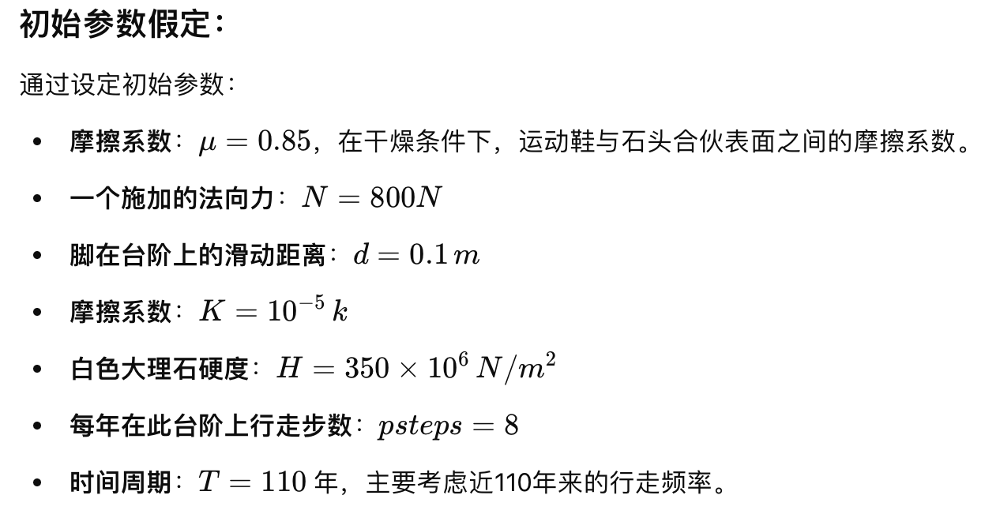 初始参数假定：
通过设定初始参数：
• 摩擦系数：μ = 0.85，在干燥条件下，运动鞋与石头合伙表面之间的摩擦系数。
• 一个施加的法向力：N = 800N
• 脚在台阶上的滑动距离：d = 0.1 m
• 摩擦系数：K = 10⁻⁵ k
• 白色大理石硬度：H = 350 × 10⁶ N/m²
• 每年在此台阶上行走步数：psteps = 8
• 时间周期：T = 110 年，主要考虑近110年来的行走频率。